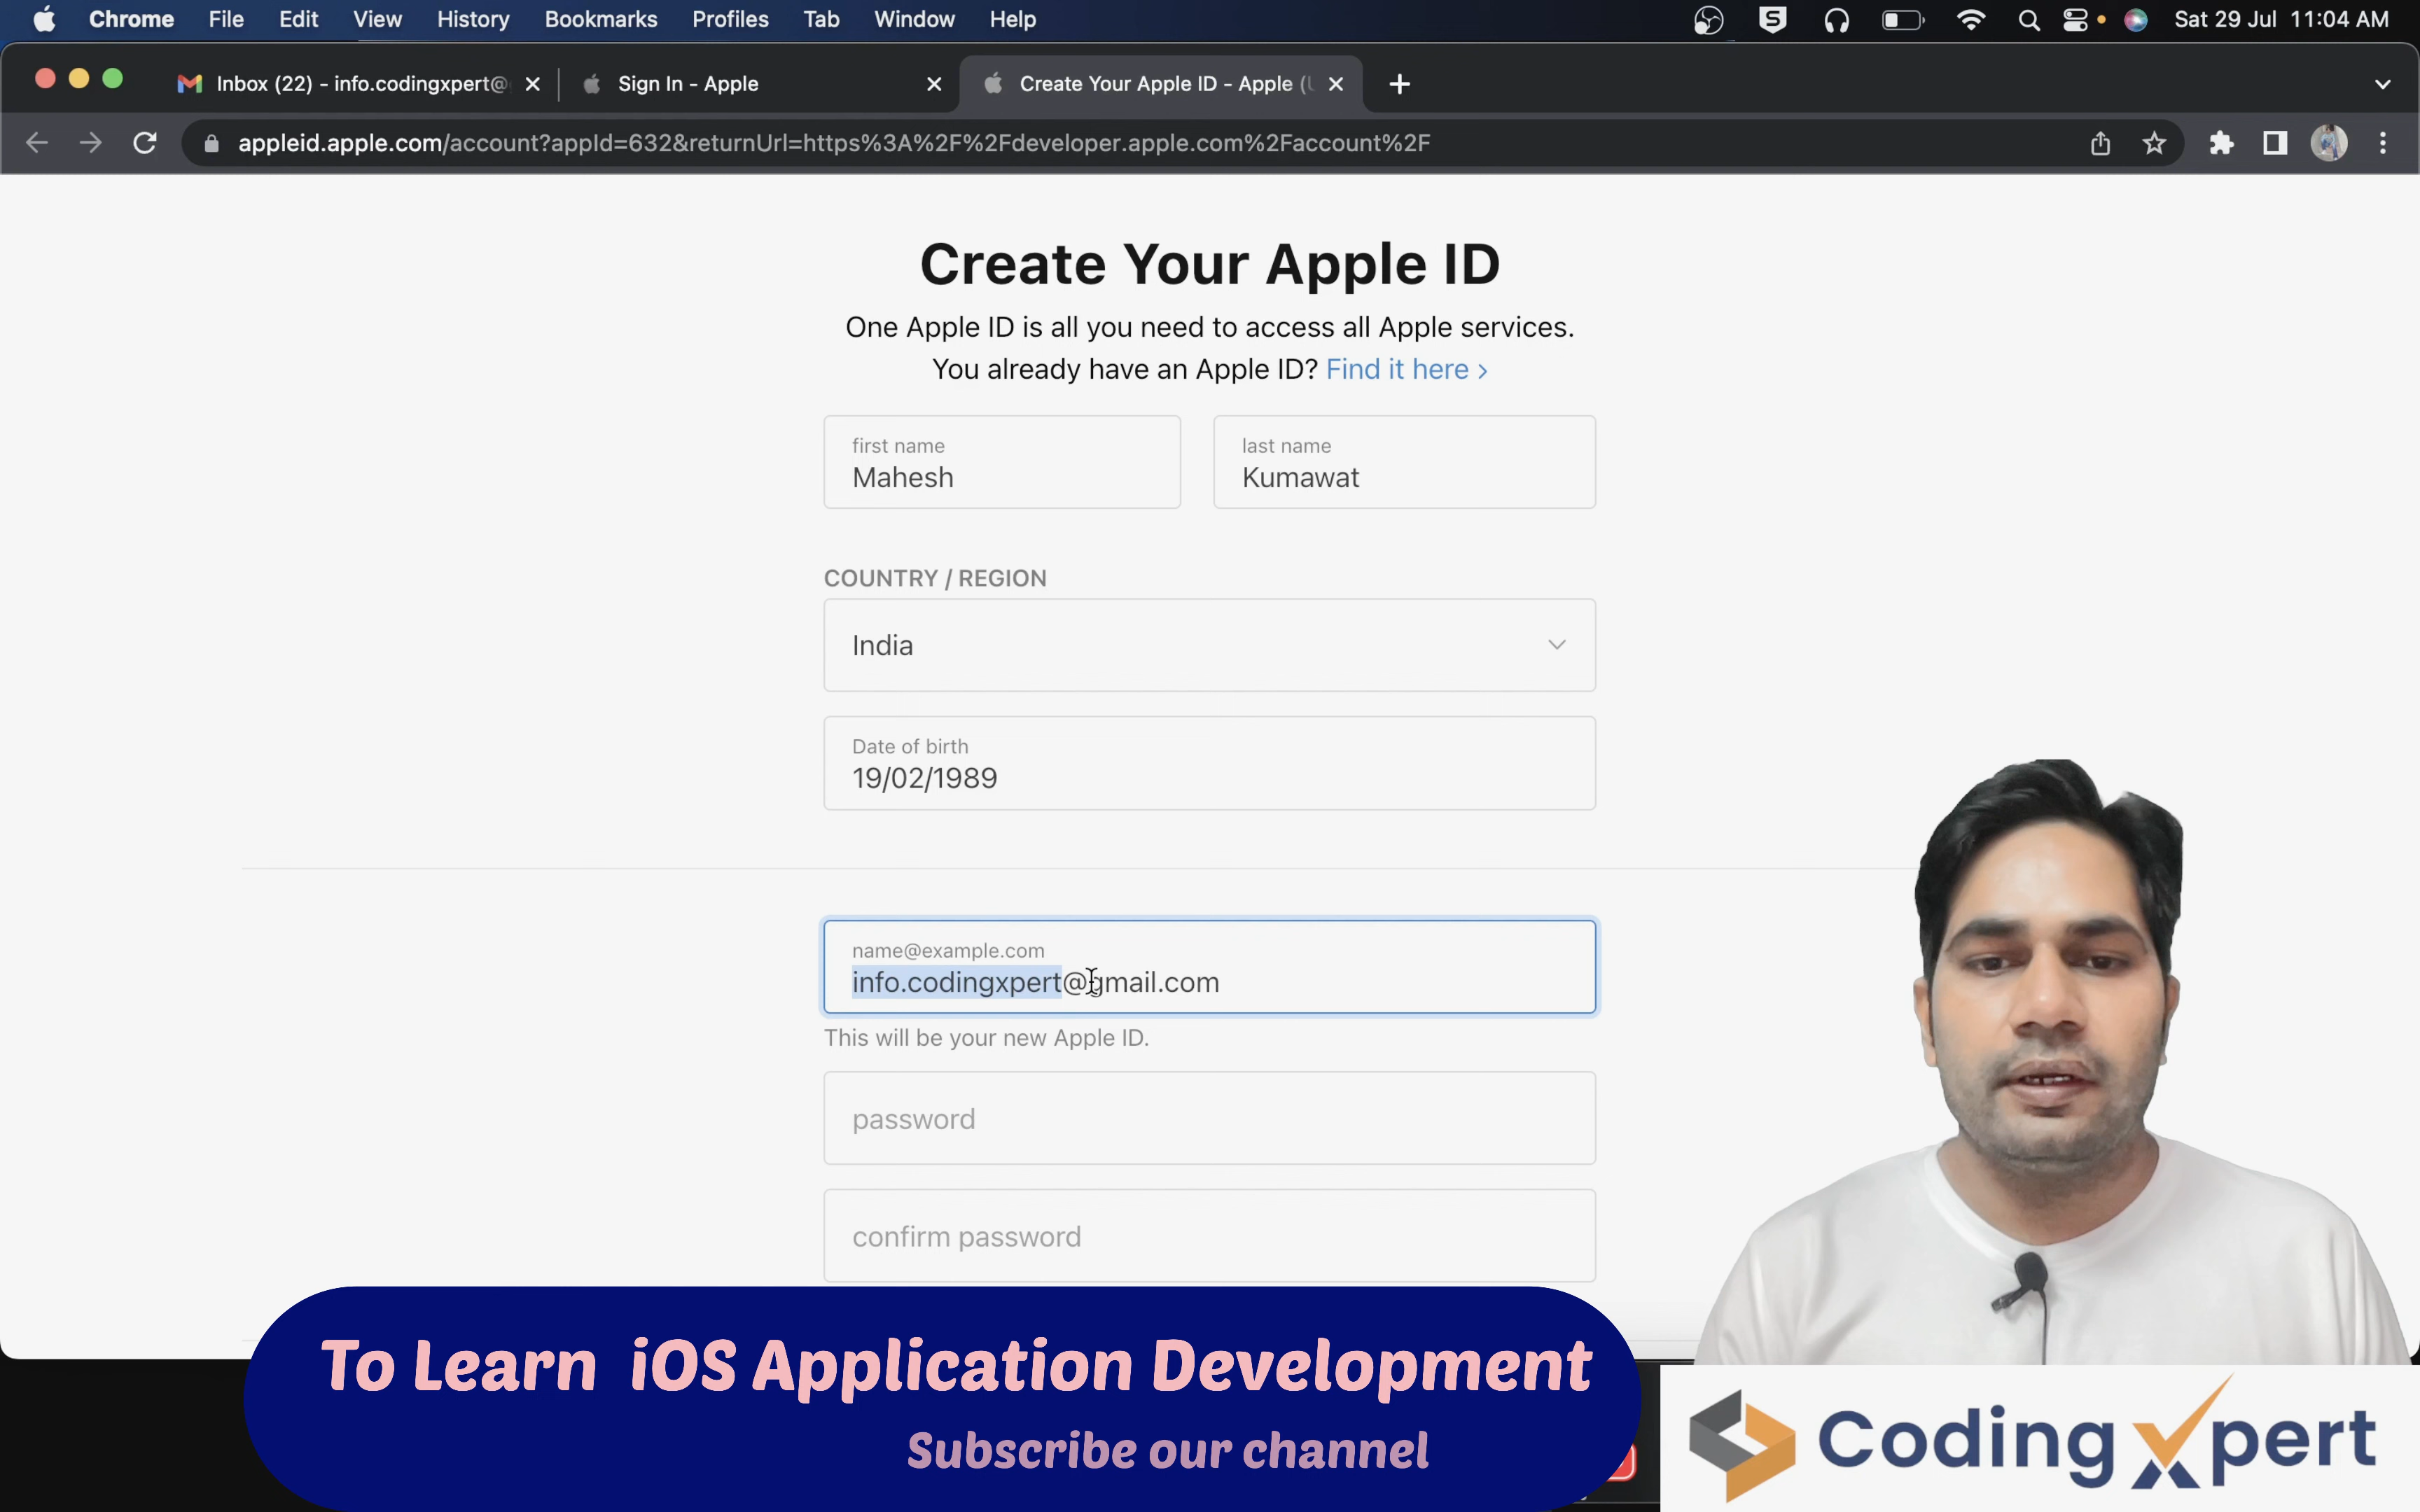 Chrome File Edit View History Bookmarks Profiles Tab Window Help
S
Sat 29 Jul 11:04 AM
Inbox (22) - info.codingxpert@
Sign In - Apple
Create Your Apple ID - Apple (
appleid.apple.com/account?appId=632&returnUrl=https%3A%2F%2Fdeveloper.apple.com%2Faccount%2F
Create Your Apple ID
One Apple ID is all you need to access all Apple services.
You already have an Apple ID? Find it here >
first name
Mahesh
last name
Kumawat
COUNTRY / REGION
India
Date of birth
19/02/1989
name@example.com
info.codingxpert@gmail.com
This will be your new Apple ID.
password
confirm password
To Learn iOS Application Development
Subscribe our channel
CodingXpert